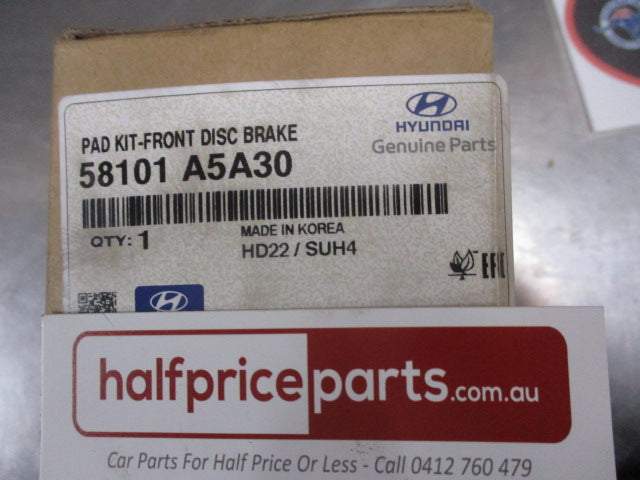 HYUNDAI
Genuine Parts
PAD KIT-FRONT DISC BRAKE
58101 A5A30
QTY: 1
MADE IN KOREA
HD22 / SUH4
EAC
halfpriceparts.com.au
Car Parts For Half Price Or Less - Call 0412 760 479